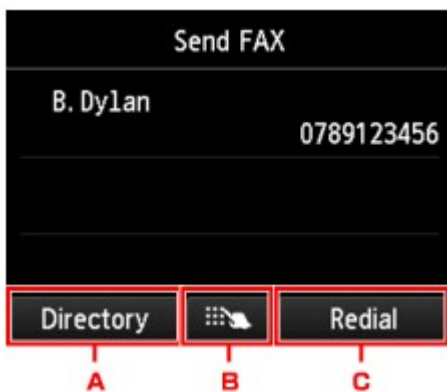 Send FAX
B. Dylan
0789123456
Directory Redial
A B C